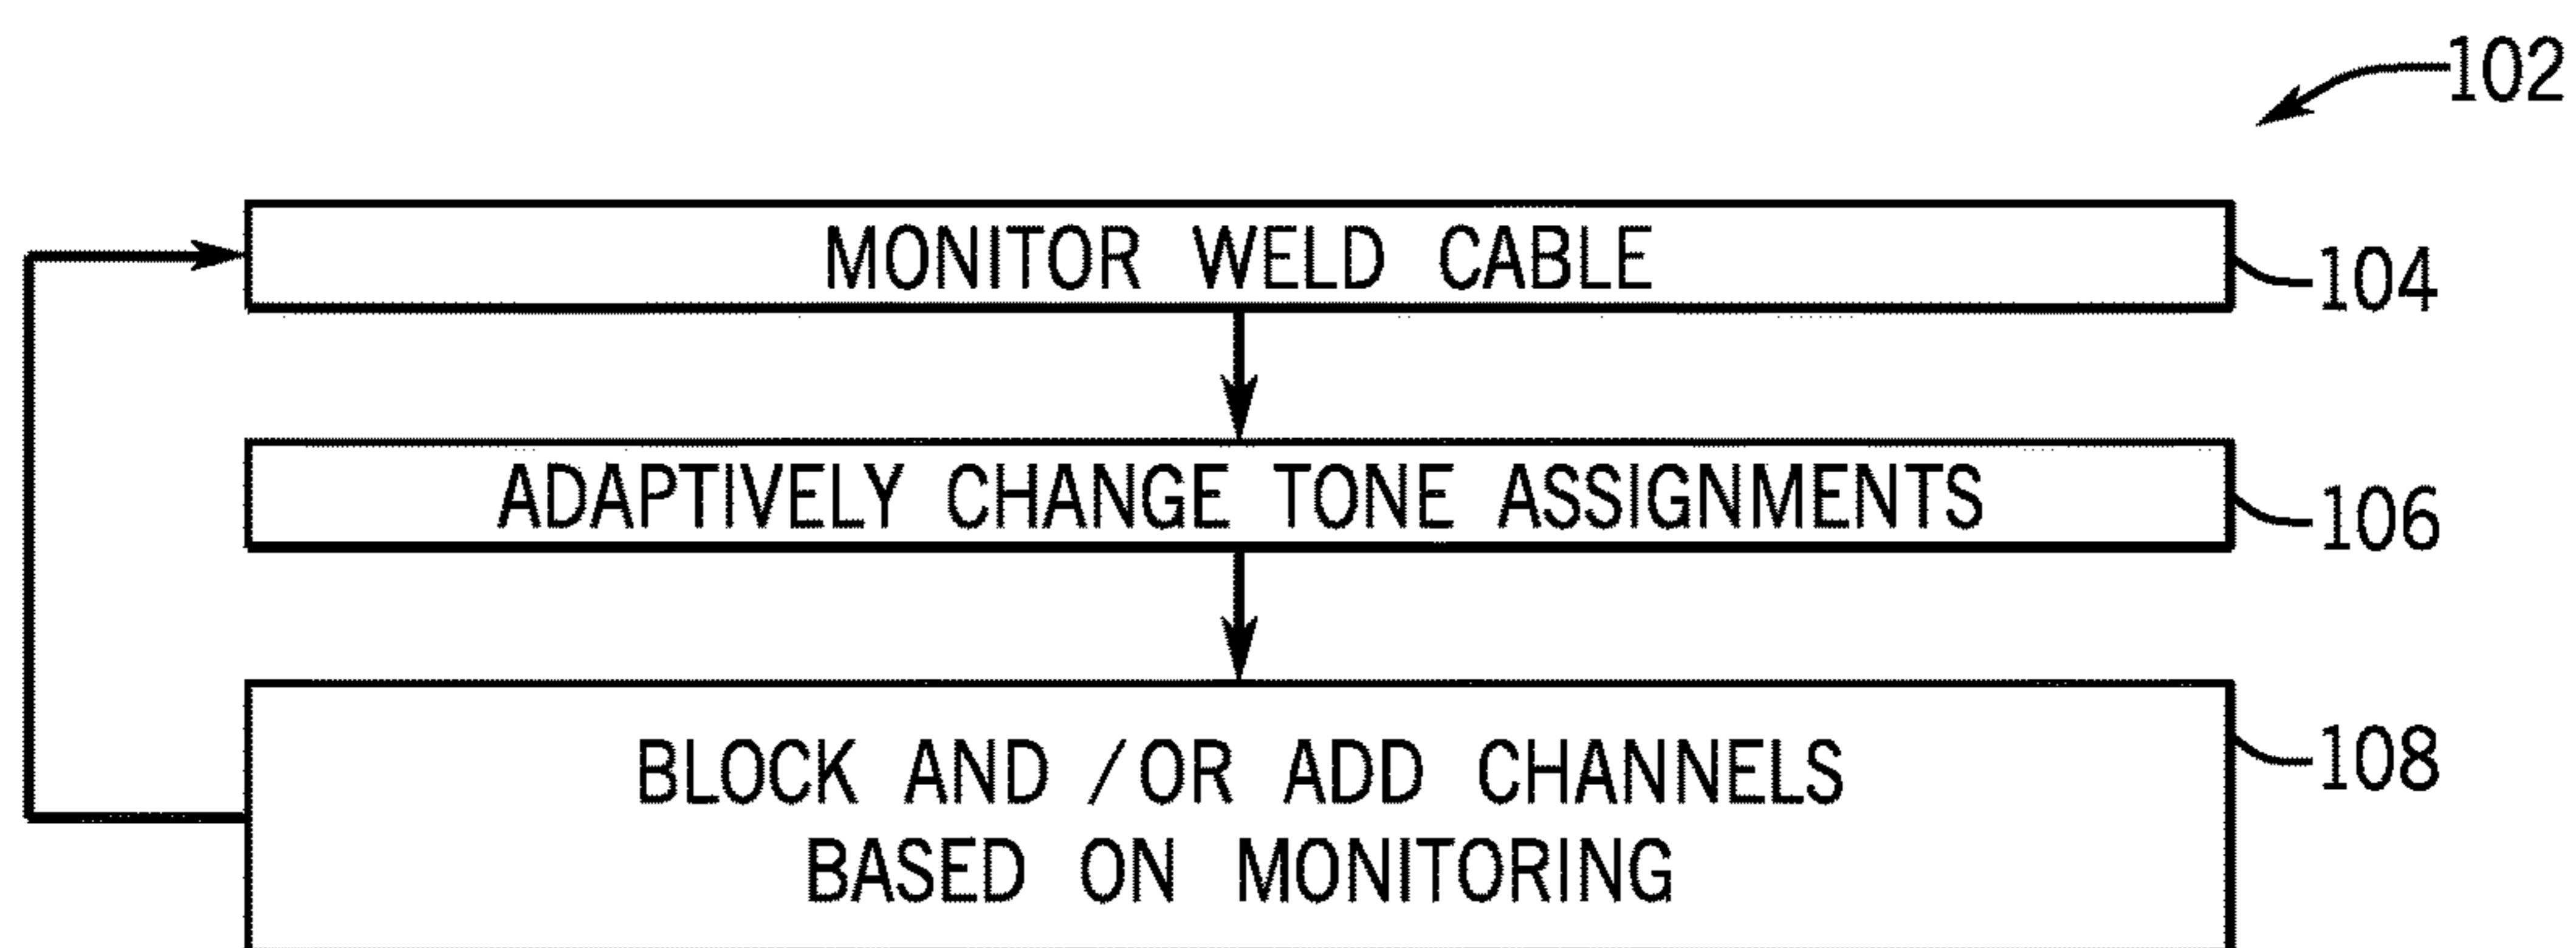 102
MONITOR WELD CABLE
104
ADAPTIVELY CHANGE TONE ASSIGNMENTS
106
BLOCK AND /OR ADD CHANNELS
108
BASED ON MONITORING